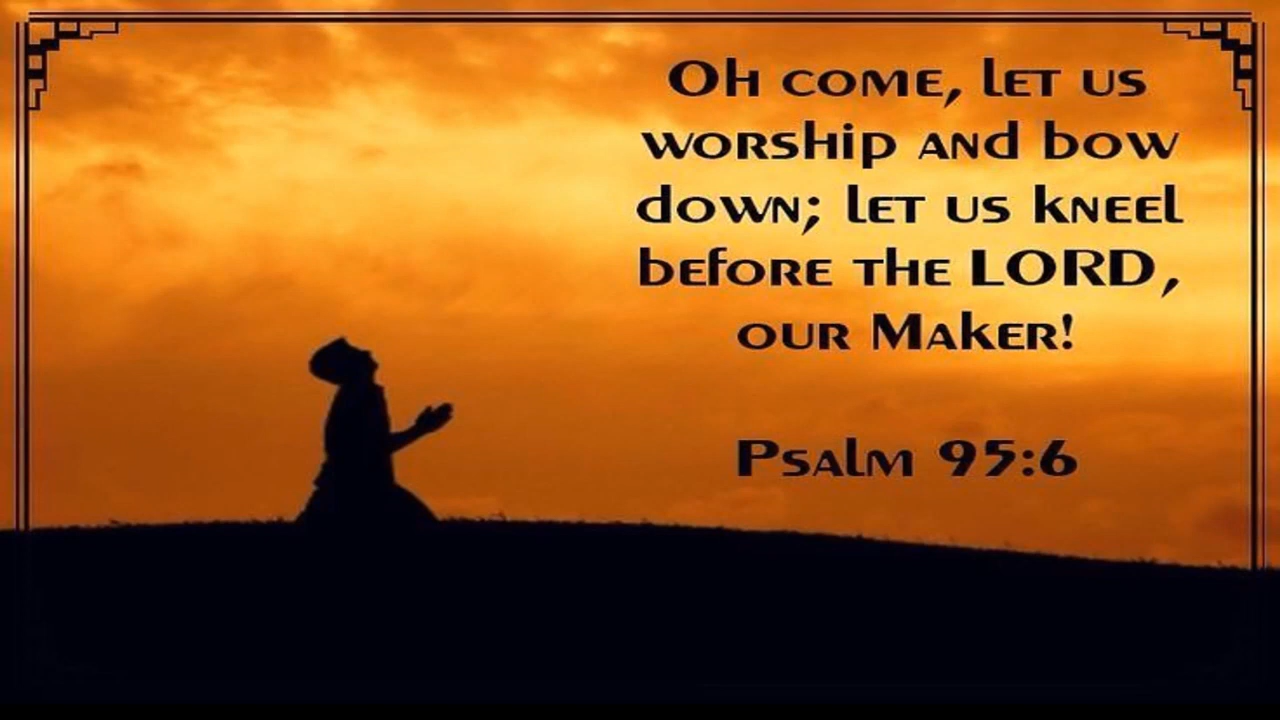 Oh come, let us
worship and bow
down; let us kneel
before the LORD,
our Maker!
Psalm 95:6